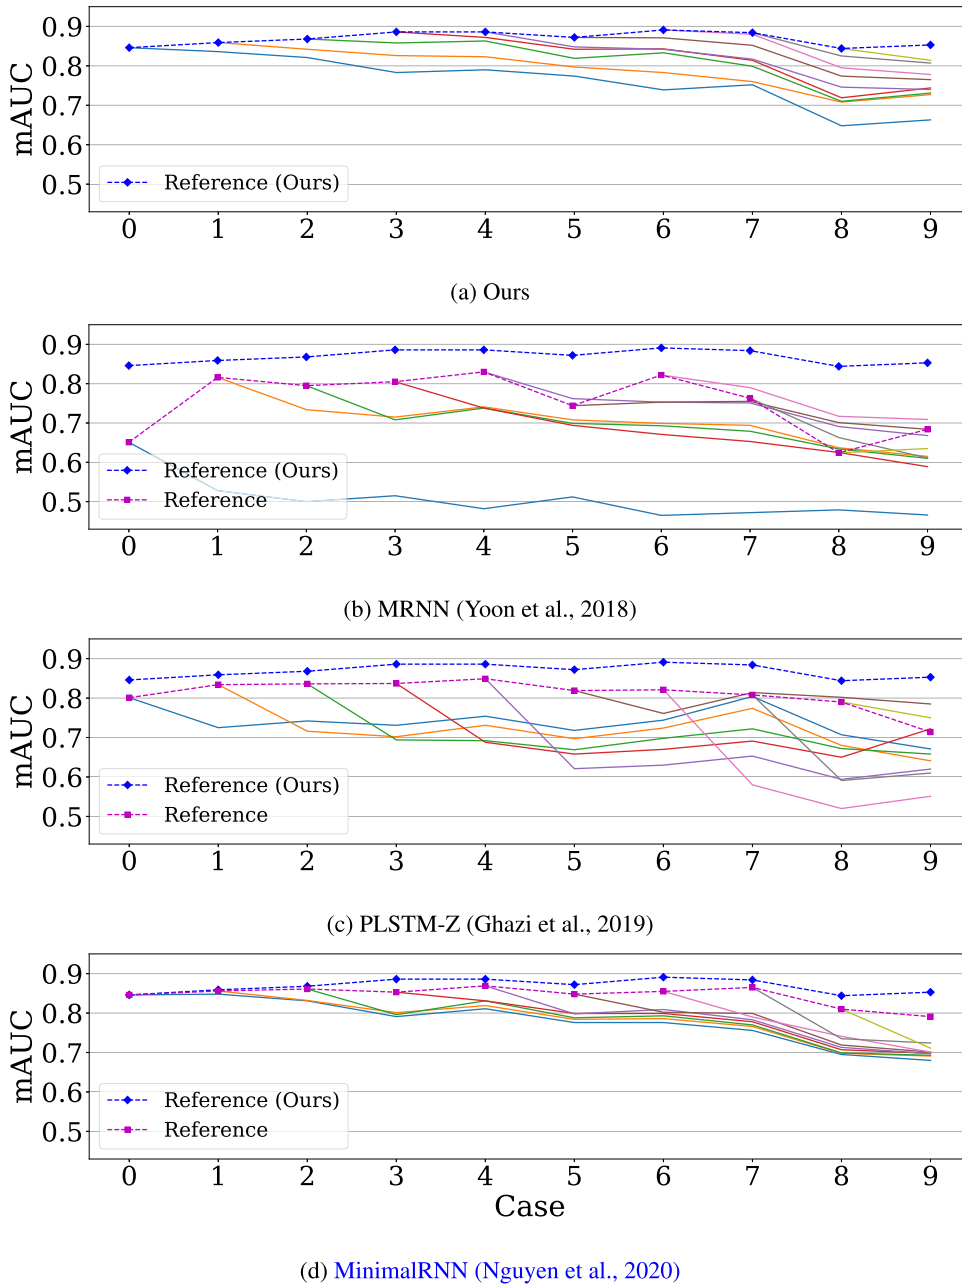 0.9
0.8
0.7
0.6
0.5
mAUC
Reference (Ours)
0 1 2 3 4 5 6 7 8 9
(a) Ours
0.9
0.8
0.7
0.6
0.5
mAUC
Reference (Ours)
Reference
0 1 2 3 4 5 6 7 8 9
(b) MRNN (Yoon et al., 2018)
0.9
0.8
0.7
0.6
0.5
mAUC
Reference (Ours)
Reference
0 1 2 3 4 5 6 7 8 9
(c) PLSTM-Z (Ghazi et al., 2019)
0.9
0.8
0.7
0.6
0.5
mAUC
Reference (Ours)
Reference
0 1 2 3 4 5 6 7 8 9
Case
(d) MinimalRNN (Nguyen et al., 2020)